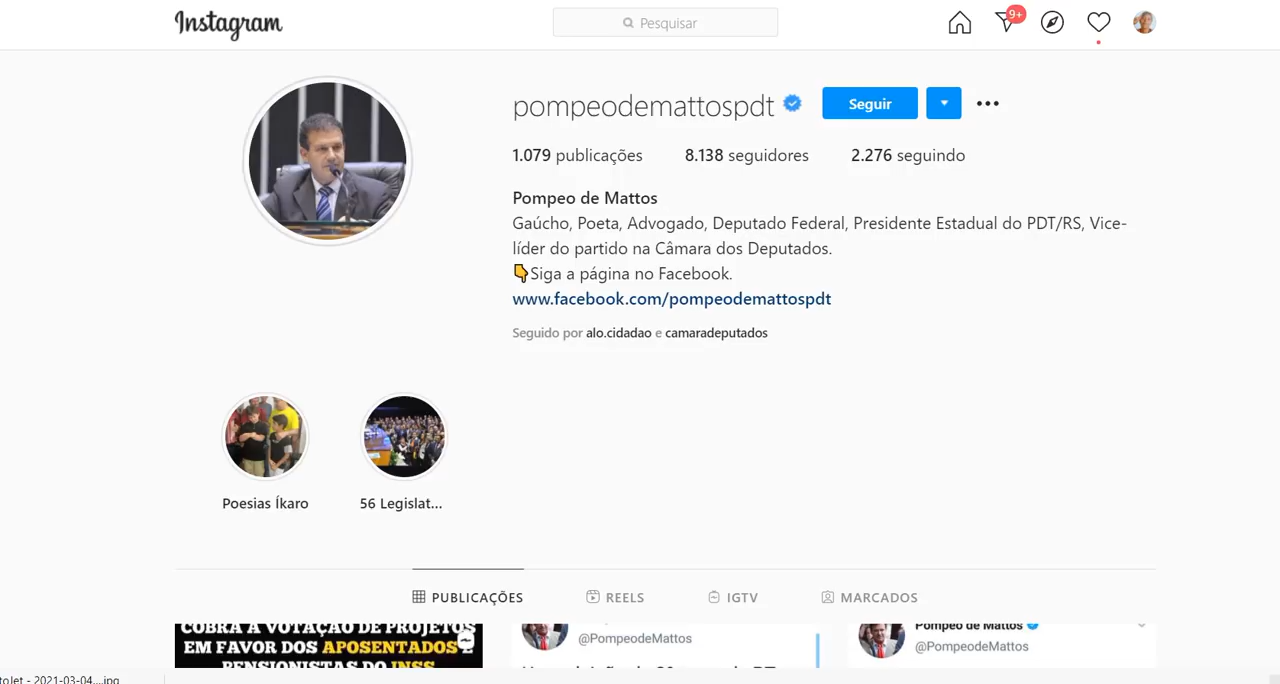 Instagram
Pesquisar
9+
pompeodemattospdt
Seguir
1.079 publicações 8.138 seguidores 2.276 seguindo
Pompeo de Mattos
Gaúcho, Poeta, Advogado, Deputado Federal, Presidente Estadual do PDT/RS, Vice-
líder do partido na Câmara dos Deputados.
👇Siga a página no Facebook.
www.facebook.com/pompeodemattospdt
Seguido por alo.cidadao e camaradeputados
Poesias Íkaro
56 Legislat...
PUBLICAÇÕES REELS IGTV MARCADOS
COBRA A VOTAÇÃO DE PROJETOS
EM FAVOR DOS APOSENTADOS E
PENSIONISTAS DO INSS
@PompeodeMattos
Pompeo de Mattos
@PompeodeMattos
- 2021-03-04....jpg